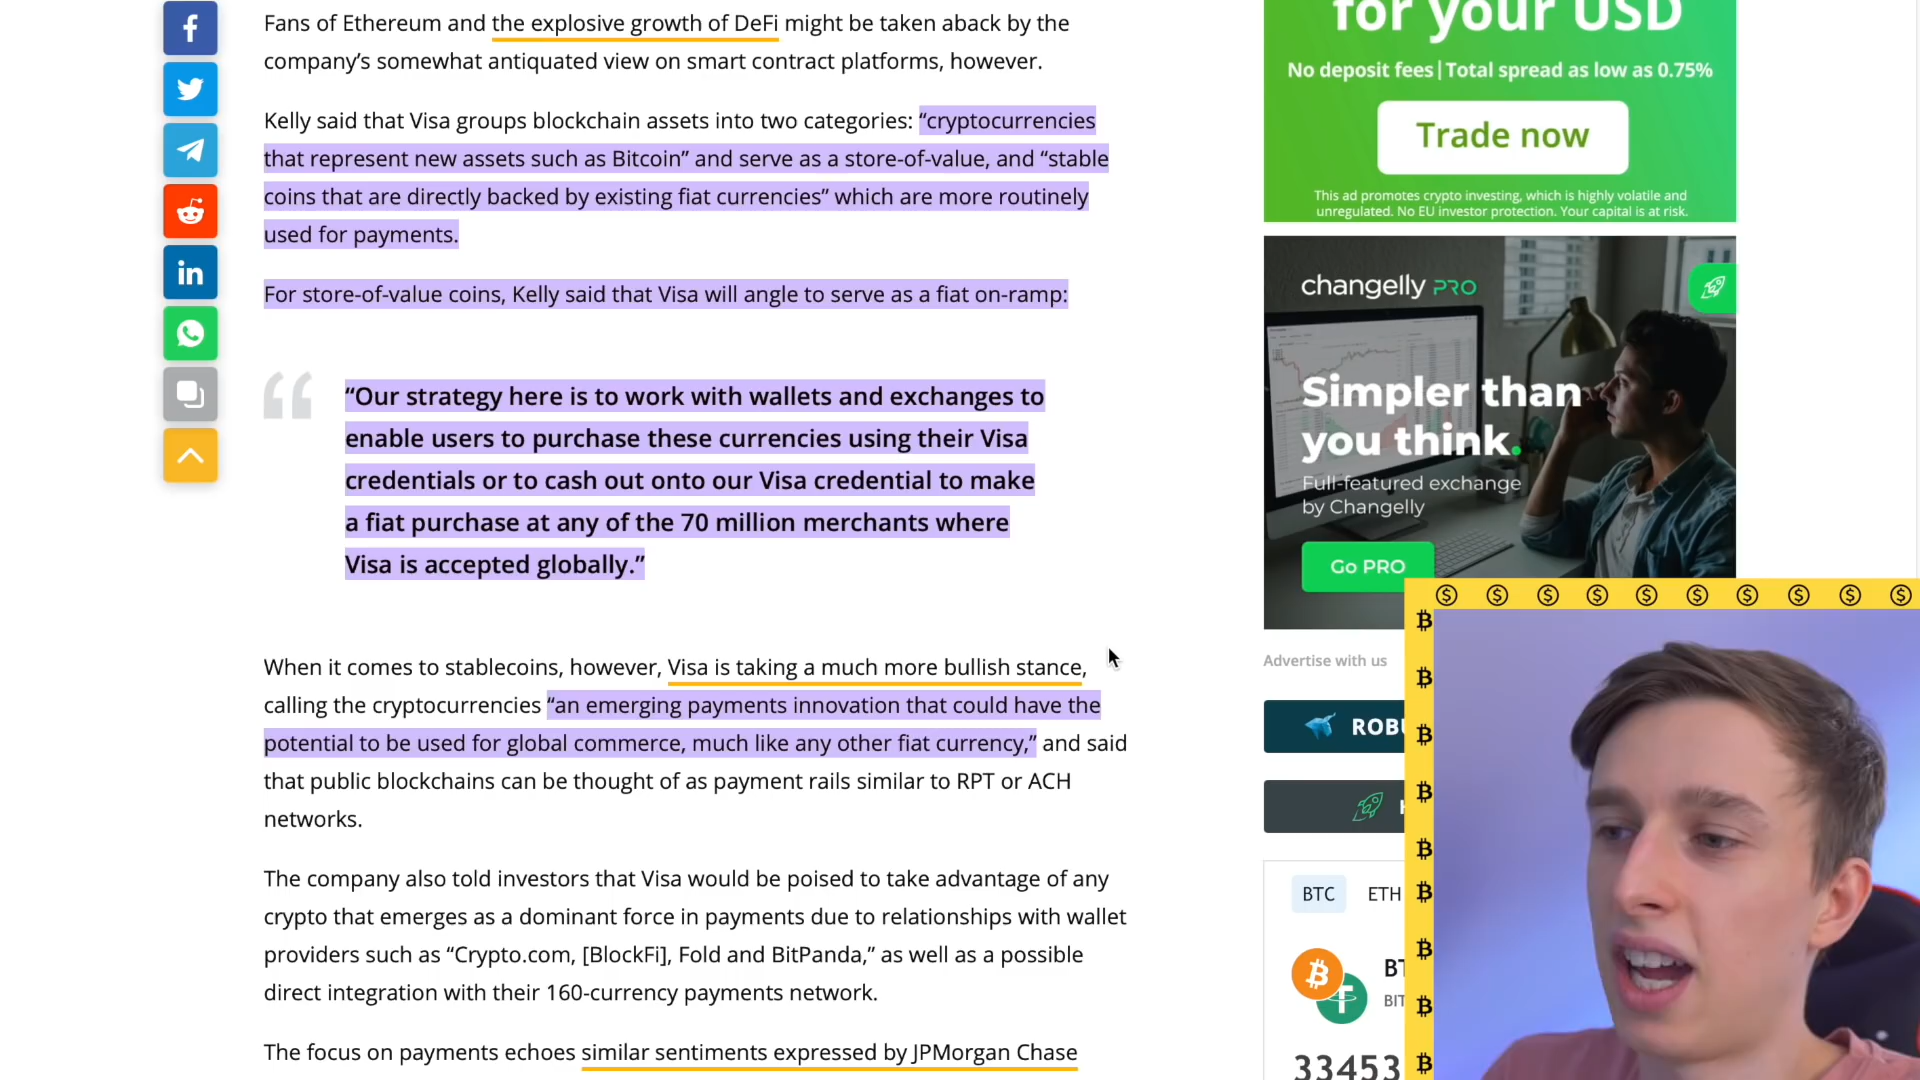 Fans of Ethereum and the explosive growth of DeFi might be taken aback by the
company’s somewhat antiquated view on smart contract platforms, however.
Kelly said that Visa groups blockchain assets into two categories: “cryptocurrencies
that represent new assets such as Bitcoin” and serve as a store-of-value, and “stable
coins that are directly backed by existing fiat currencies” which are more routinely
used for payments.
For store-of-value coins, Kelly said that Visa will angle to serve as a fiat on-ramp:
“Our strategy here is to work with wallets and exchanges to
enable users to purchase these currencies using their Visa
credentials or to cash out onto our Visa credential to make
a fiat purchase at any of the 70 million merchants where
Visa is accepted globally.”
When it comes to stablecoins, however, Visa is taking a much more bullish stance,
calling the cryptocurrencies “an emerging payments innovation that could have the
potential to be used for global commerce, much like any other fiat currency,” and said
that public blockchains can be thought of as payment rails similar to RPT or ACH
networks.
The company also told investors that Visa would be poised to take advantage of any
crypto that emerges as a dominant force in payments due to relationships with wallet
providers such as “Crypto.com, [BlockFi], Fold and BitPanda,” as well as a possible
direct integration with their 160-currency payments network.
The focus on payments echoes similar sentiments expressed by JPMorgan Chase
for your USD
No deposit fees|Total spread as low as 0.75%
Trade now
This ad promotes crypto investing, which is highly volatile and
unregulated. No EU investor protection. Your capital is at risk.
changelly PRO
Simpler than
you think.
Full-featured exchange
by Changelly
Go PRO
Advertise with us
ROBU
H
BTC ETH
BT
BIT
33453